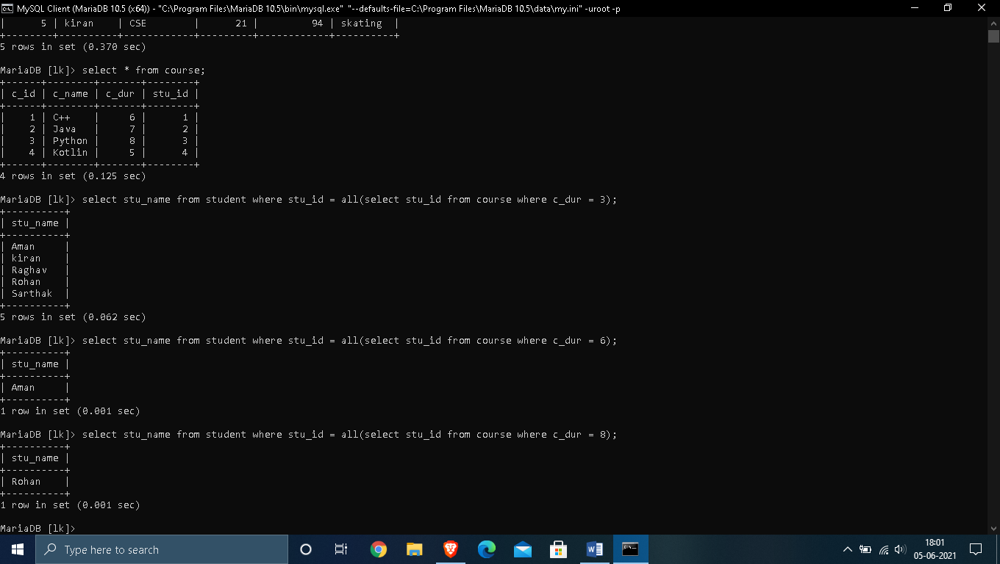 MySQL Client (MariaDB 10.5 (x64)) - "C:\Program Files\MariaDB 10.5\bin\mysql.exe" "--defaults-file=C:\Program Files\MariaDB 10.5\data\my.ini" -uroot -p
|      5 | kiran    | CSE        |      21 |         94 | skating  |
+--------+----------+------------+---------+------------+----------+
5 rows in set (0.370 sec)
MariaDB [lk]> select * from course;
+------+--------+-------+--------+
| c_id | c_name | c_dur | stu_id |
+------+--------+-------+--------+
|    1 | C++    |     6 |      1 |
|    2 | Java   |     7 |      2 |
|    3 | Python |     8 |      3 |
|    4 | Kotlin |     5 |      4 |
+------+--------+-------+--------+
4 rows in set (0.125 sec)
MariaDB [lk]> select stu_name from student where stu_id = all(select stu_id from course where c_dur = 3);
+----------+
| stu_name |
+----------+
| Aman     |
| kiran    |
| Raghav   |
| Rohan    |
| Sarthak  |
+----------+
5 rows in set (0.062 sec)
MariaDB [lk]> select stu_name from student where stu_id = all(select stu_id from course where c_dur = 6);
+----------+
| stu_name |
+----------+
| Aman     |
+----------+
1 row in set (0.001 sec)
MariaDB [lk]> select stu_name from student where stu_id = all(select stu_id from course where c_dur = 8);
+----------+
| stu_name |
+----------+
| Rohan    |
+----------+
1 row in set (0.001 sec)
MariaDB [lk]>
Type here to search
18:01
05-06-2021